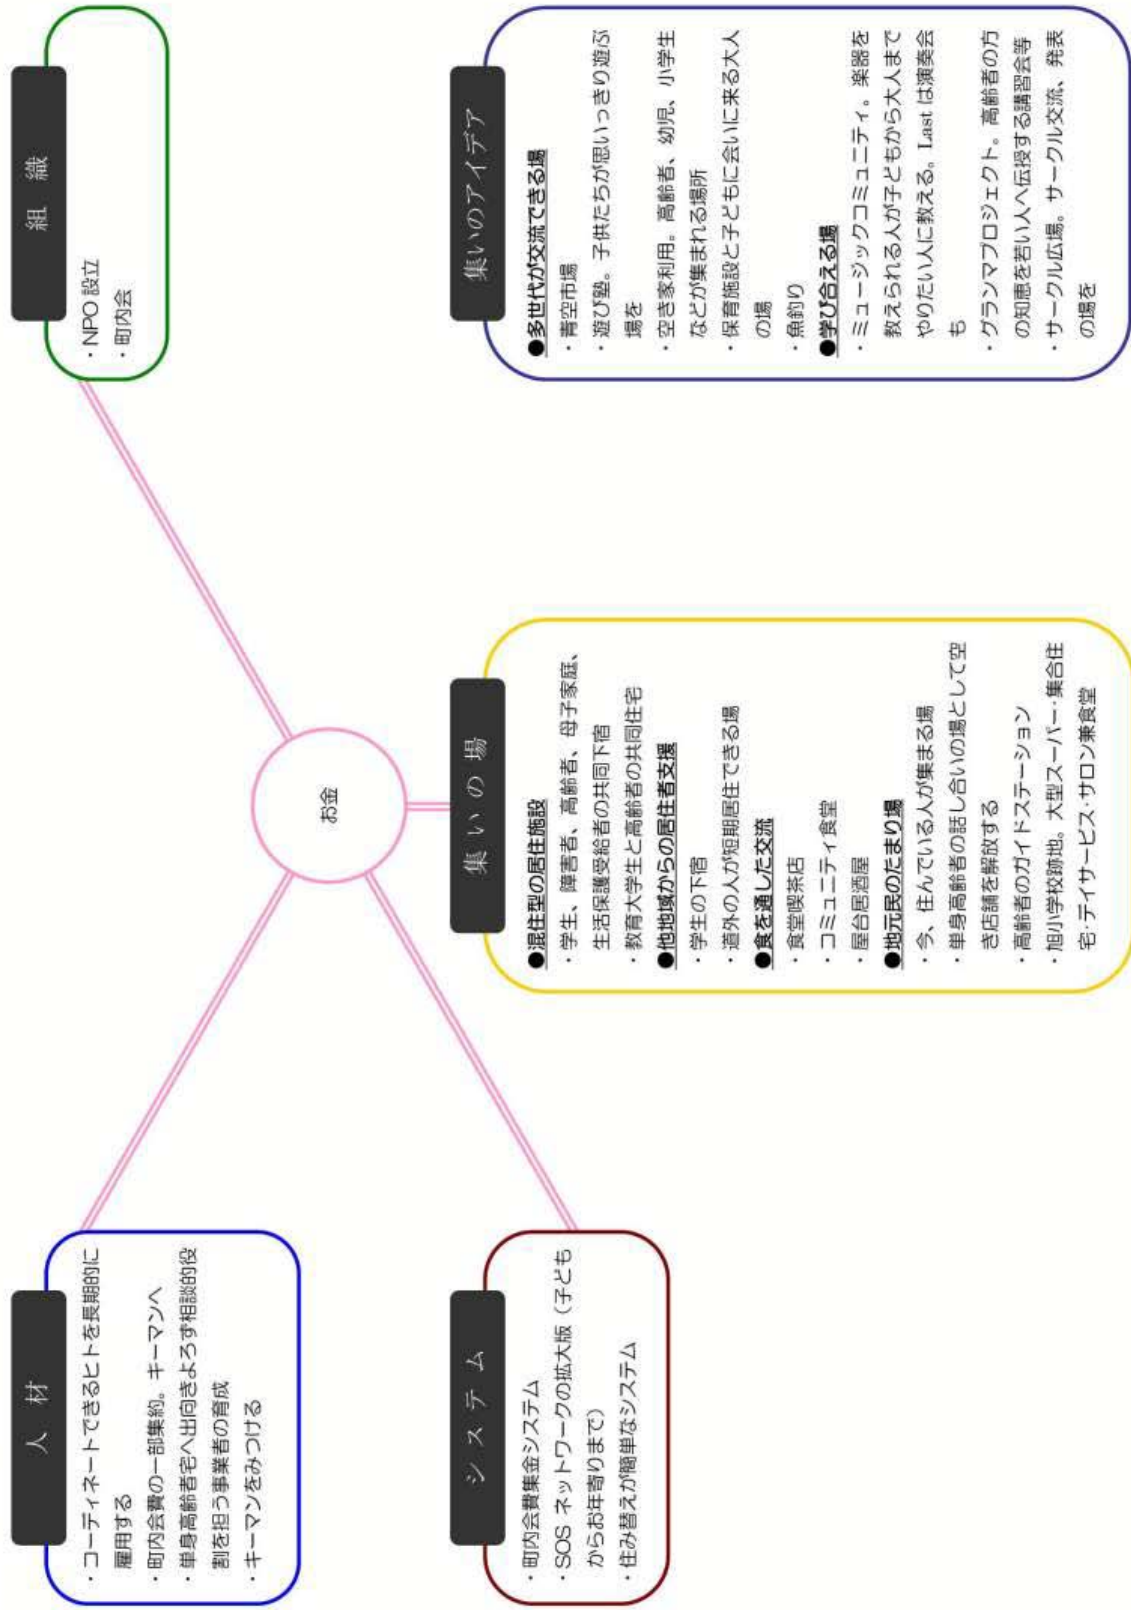 人 材
・コーディネートできるヒトを長期的に
雇用する
・町内会費の一部集約。キーマンへ
・単身高齢者宅へ出向きよろず相談的役
割を担う事業者の育成
・キーマンをみつける
組 織
・NPO 設立
・町内会
お金
システム
・町内会費集金システム
・SOS ネットワークの拡大版（子ども
からお年寄りまで）
・住み替えが簡単なシステム
集いの場
●混住型の居住施設
・学生、障害者、高齢者、母子家庭、
生活保護受給者の共同下宿
・教育大学生と高齢者の共同住宅
●他地域からの居住者支援
・学生の下宿
・道外の人が短期居住できる場
●食を通した交流
・食堂喫茶店
・コミュニティ食堂
・屋台居酒屋
●地元民のたまり場
・今、住んでいる人が集まる場
・単身高齢者の話し合いの場として空
き店舗を解放する
・高齢者のガイドステーション
・旭小学校跡地。大型スーパー・集合住
宅・デイサービス・サロン兼食堂
集いのアイデア
●多世代が交流できる場
・青空市場
・遊び塾。子供たちが思いっきり遊ぶ
場を
・空き家利用。高齢者、幼児、小学生
などが集まれる場所
・保育施設と子どもに会いに来る大人
の場
・魚釣り
●学び合える場
・ミュージックコミュニティ。楽器を
教えられる人が子どもから大人まで
やりたい人に教える。Last は演奏会
も
・グランマプロジェクト。高齢者の方
の知恵を若い人へ伝授する講習会等
・サークル広場。サークル交流、発表
の場を